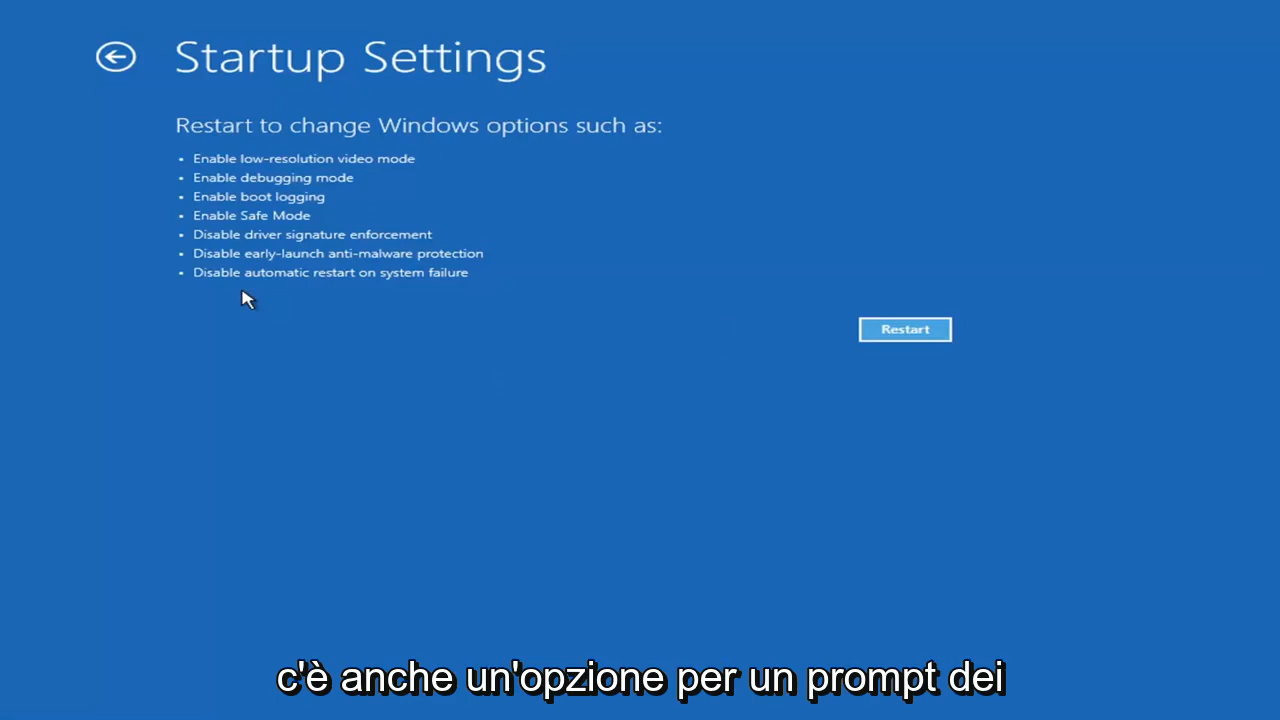 Startup Settings
Restart to change Windows options such as:
• Enable low-resolution video mode
• Enable debugging mode
• Enable boot logging
• Enable Safe Mode
• Disable driver signature enforcement
• Disable early-launch anti-malware protection
• Disable automatic restart on system failure
Restart
c'è anche un'opzione per un prompt dei